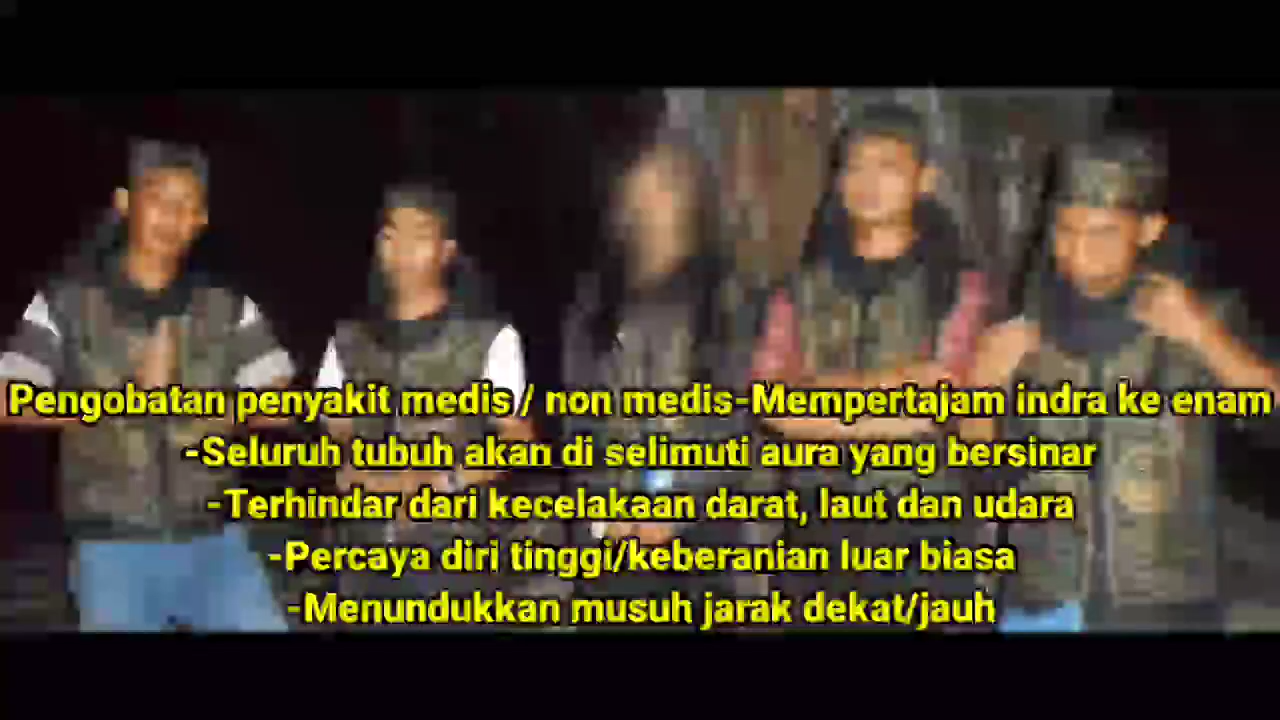 Pengobatan penyakit medis / non medis-Mempertajam indra ke enam
-Seluruh tubuh akan di selimuti aura yang bersinar
-Terhindar dari kecelakaan darat, laut dan udara
-Percaya diri tinggi/keberanian luar biasa
-Menundukkan musuh jarak dekat/jauh